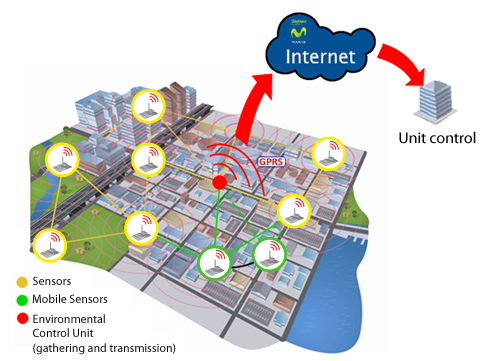 Internet
Unit control
GPRS
Sensors
Mobile Sensors
Environmental
Control Unit
(gathering and transmission)